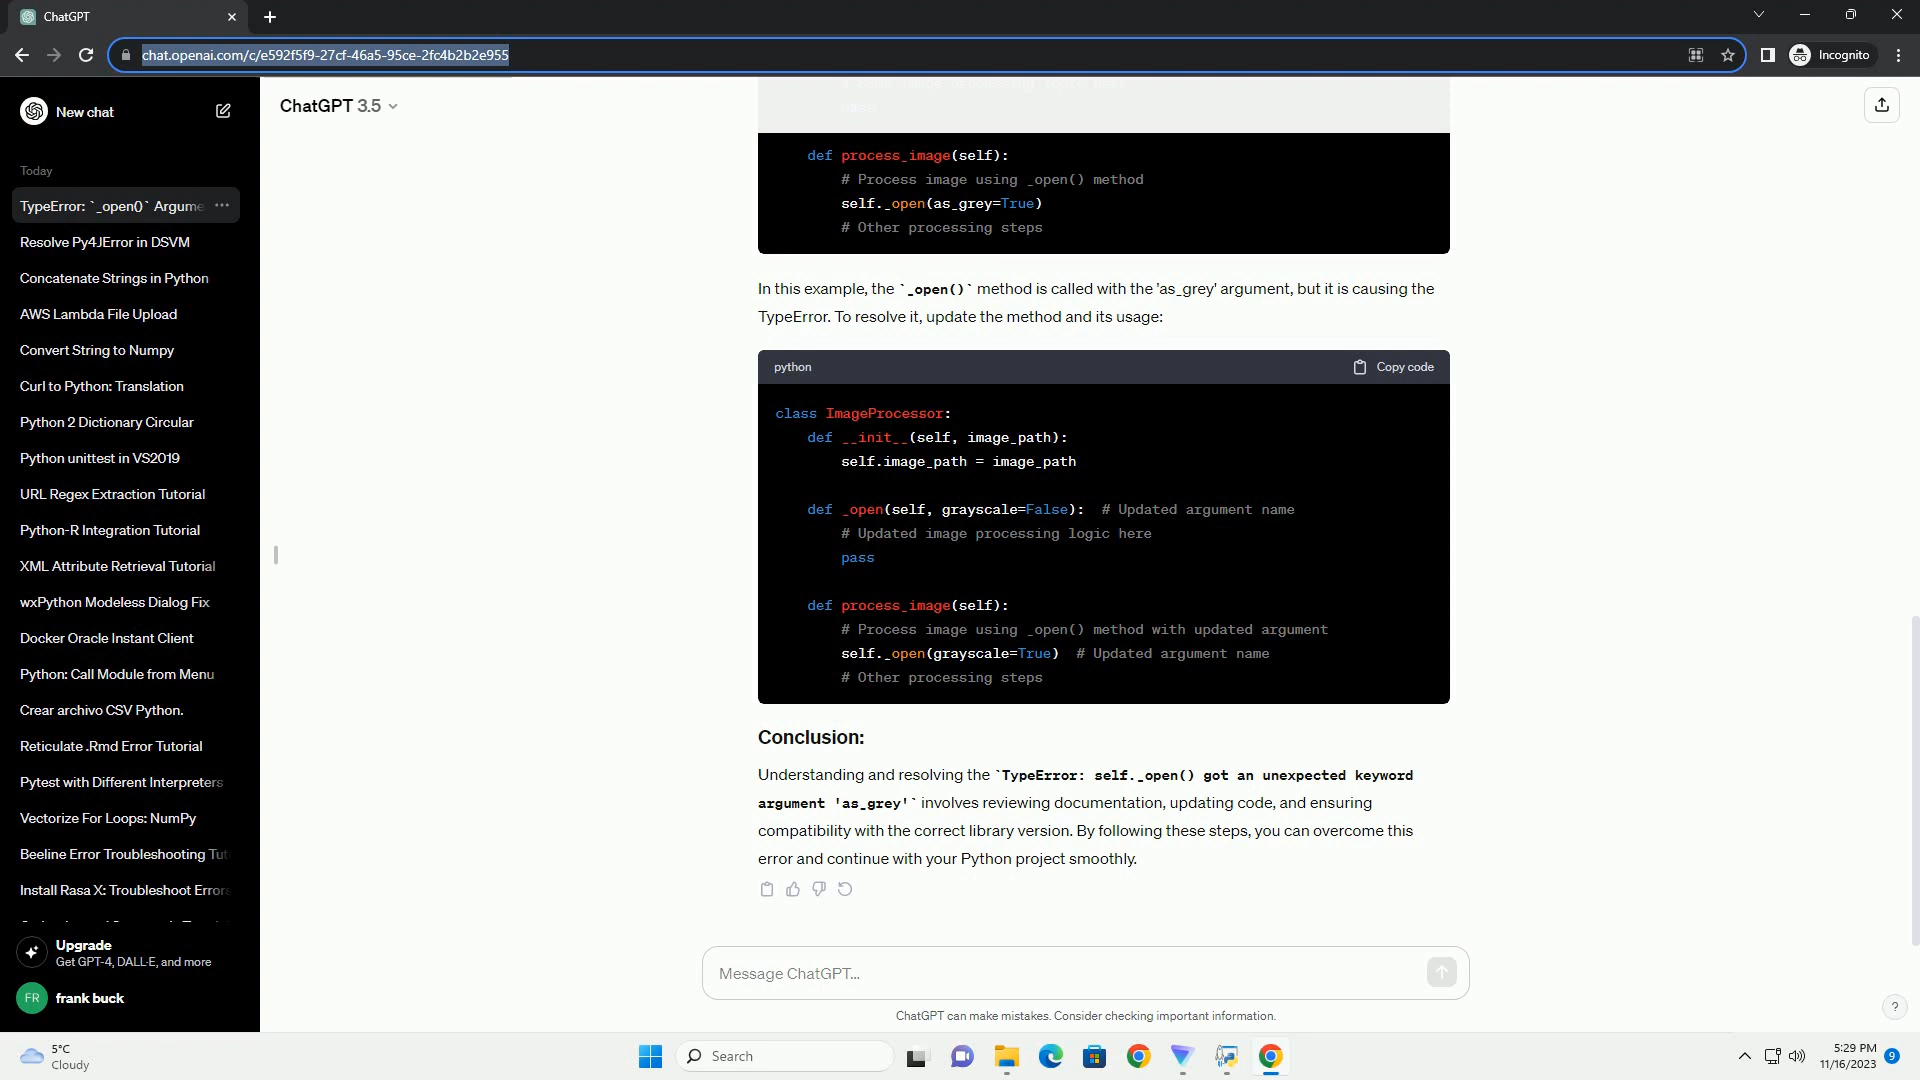 ChatGPT
chat.openai.com/c/e592f5f9-27cf-46a5-95ce-2fc4b2b2e955
Incognito
New chat
Today
TypeError: `_open()` Argume
Resolve Py4JError in DSVM
Concatenate Strings in Python
AWS Lambda File Upload
Convert String to Numpy
Curl to Python: Translation
Python 2 Dictionary Circular
Python unittest in VS2019
URL Regex Extraction Tutorial
Python-R Integration Tutorial
XML Attribute Retrieval Tutorial
wxPython Modeless Dialog Fix
Docker Oracle Instant Client
Python: Call Module from Menu
Crear archivo CSV Python.
Reticulate .Rmd Error Tutorial
Pytest with Different Interpreters
Vectorize For Loops: NumPy
Beeline Error Troubleshooting Tut
Install Rasa X: Troubleshoot Errors
Upgrade
Get GPT-4, DALL·E, and more
FR
frank buck
ChatGPT 3.5
def process_image(self):
# Process image using _open() method
self._open(as_grey=True)
# Other processing steps
In this example, the `_open()` method is called with the 'as_grey' argument, but it is causing the
TypeError. To resolve it, update the method and its usage:
python
Copy code
class ImageProcessor:
def __init__(self, image_path):
self.image_path = image_path
def _open(self, grayscale=False):  # Updated argument name
# Updated image processing logic here
pass
def process_image(self):
# Process image using _open() method with updated argument
self._open(grayscale=True)  # Updated argument name
# Other processing steps
Conclusion:
Understanding and resolving the `TypeError: self._open() got an unexpected keyword
argument 'as_grey'` involves reviewing documentation, updating code, and ensuring
compatibility with the correct library version. By following these steps, you can overcome this
error and continue with your Python project smoothly.
Message ChatGPT...
ChatGPT can make mistakes. Consider checking important information.
?
5°C
Cloudy
Search
5:29 PM
11/16/2023
9